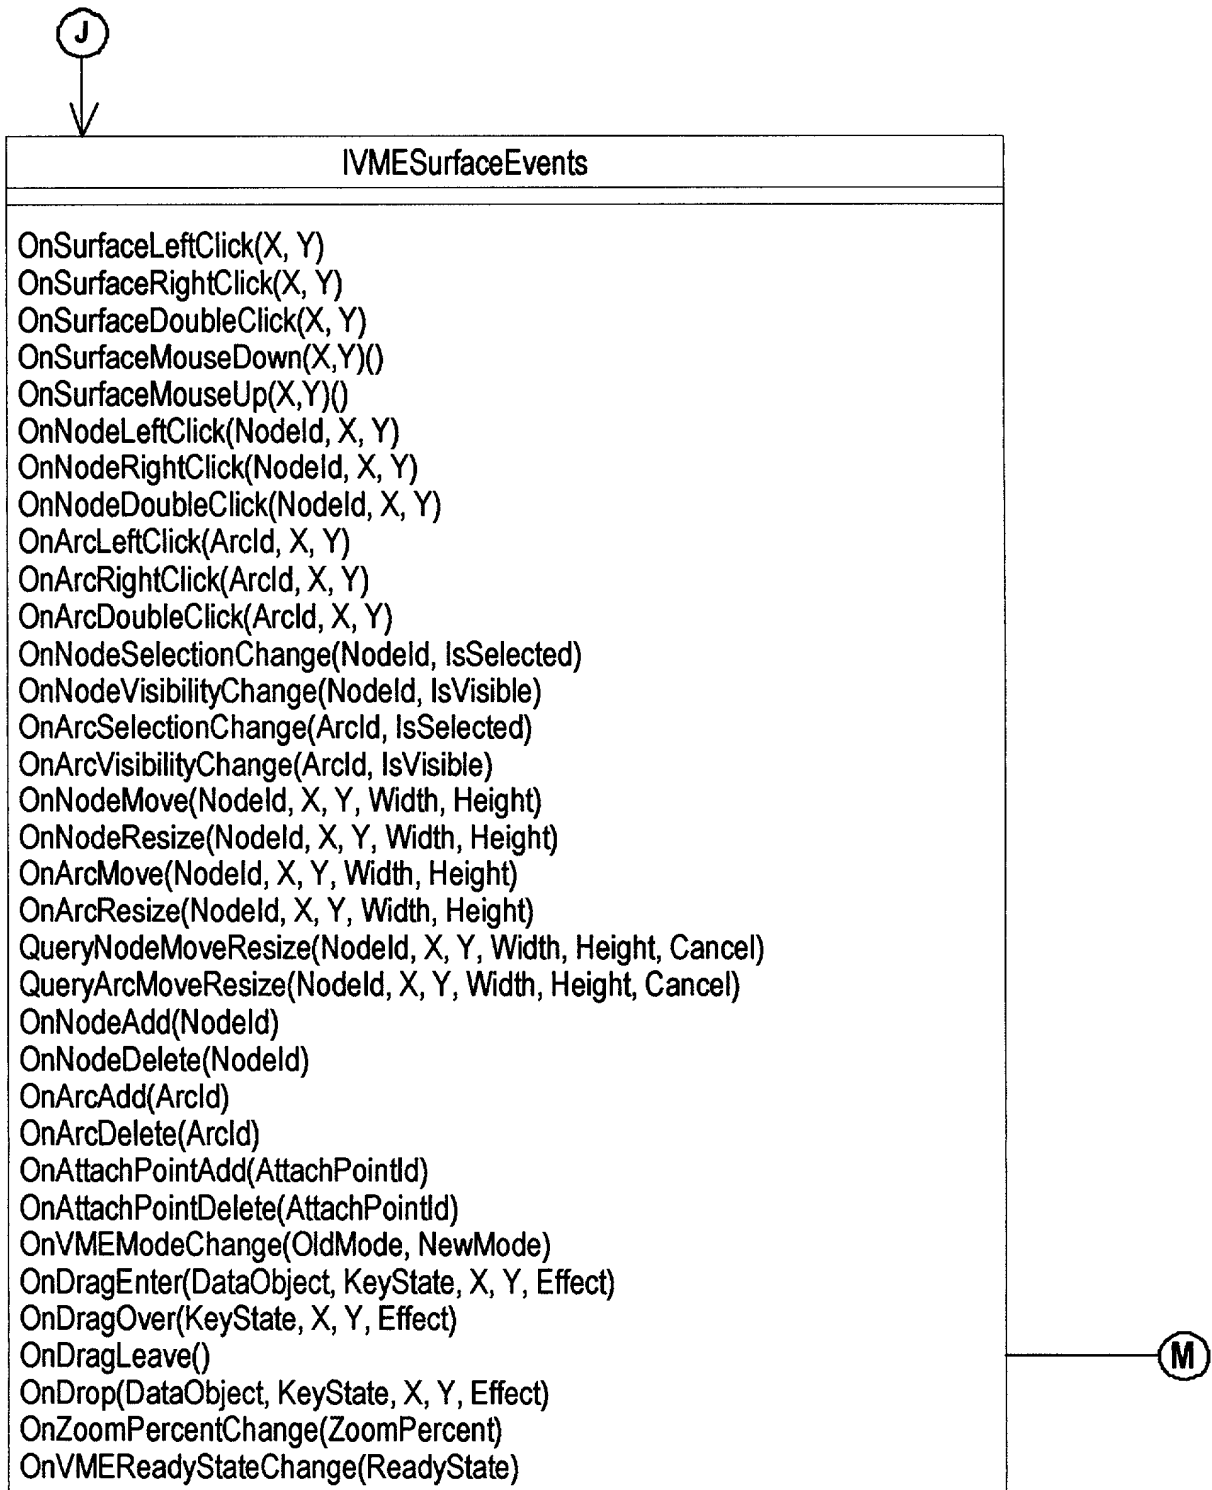 J
IVMESurfaceEvents
OnSurfaceLeftClick(X, Y)
OnSurfaceRightClick(X, Y)
OnSurfaceDoubleClick(X, Y)
OnSurfaceMouseDown(X,Y)()
OnSurfaceMouseUp(X,Y)()
OnNodeLeftClick(NodeId, X, Y)
OnNodeRightClick(NodeId, X, Y)
OnNodeDoubleClick(NodeId, X, Y)
OnArcLeftClick(ArcId, X, Y)
OnArcRightClick(ArcId, X, Y)
OnArcDoubleClick(ArcId, X, Y)
OnNodeSelectionChange(NodeId, IsSelected)
OnNodeVisibilityChange(NodeId, IsVisible)
OnArcSelectionChange(ArcId, IsSelected)
OnArcVisibilityChange(ArcId, IsVisible)
OnNodeMove(NodeId, X, Y, Width, Height)
OnNodeResize(NodeId, X, Y, Width, Height)
OnArcMove(NodeId, X, Y, Width, Height)
OnArcResize(NodeId, X, Y, Width, Height)
QueryNodeMoveResize(NodeId, X, Y, Width, Height, Cancel)
QueryArcMoveResize(NodeId, X, Y, Width, Height, Cancel)
OnNodeAdd(NodeId)
OnNodeDelete(NodeId)
OnArcAdd(ArcId)
OnArcDelete(ArcId)
OnAttachPointAdd(AttachPointId)
OnAttachPointDelete(AttachPointId)
OnVMEModeChange(OldMode, NewMode)
OnDragEnter(DataObject, KeyState, X, Y, Effect)
OnDragOver(KeyState, X, Y, Effect)
OnDragLeave()
M
OnDrop(DataObject, KeyState, X, Y, Effect)
OnZoomPercentChange(ZoomPercent)
OnVMEReadyStateChange(ReadyState)